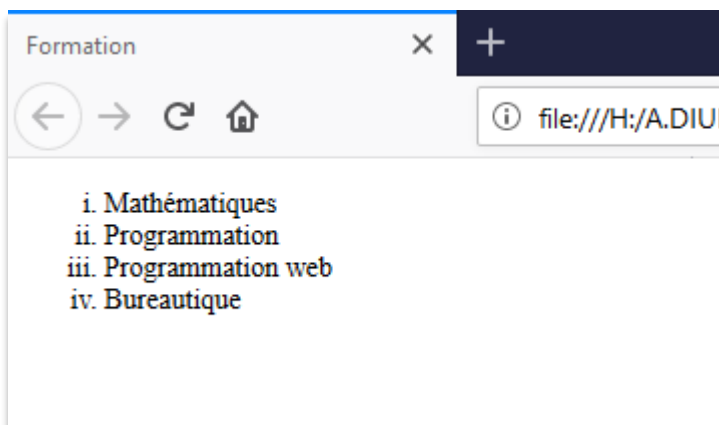 Formation
file:///H:/A.DIU
i. Mathématiques
ii. Programmation
iii. Programmation web
iv. Bureautique